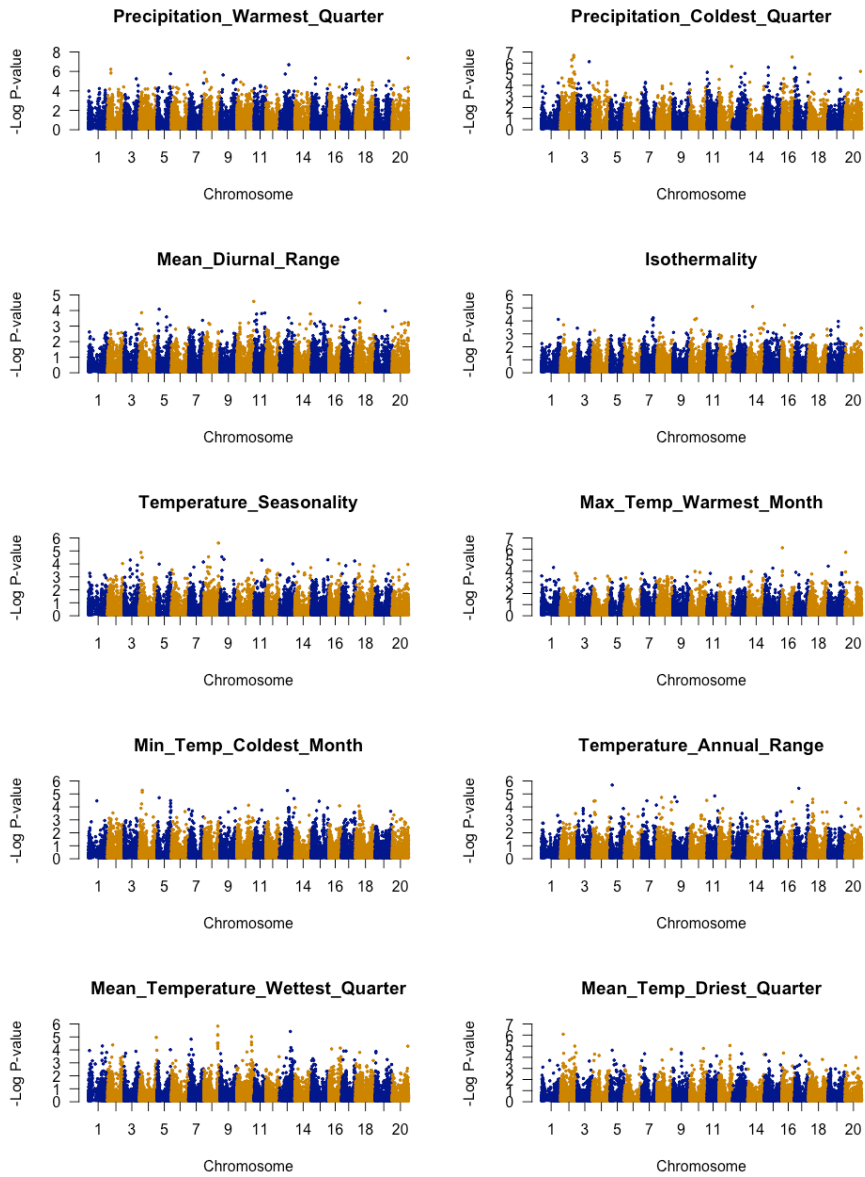 Precipitation_Warmest_Quarter
-Log P-value
8
6
4
2
0
1 3 5 7 9 11 14 16 18 20
Chromosome
Precipitation_Coldest_Quarter
-Log P-value
7
6
5
4
3
2
1
0
1 3 5 7 9 11 14 16 18 20
Chromosome
Mean_Diurnal_Range
-Log P-value
5
4
3
2
1
0
1 3 5 7 9 11 14 16 18 20
Chromosome
Isothermality
-Log P-value
6
5
4
3
2
1
0
1 3 5 7 9 11 14 16 18 20
Chromosome
Temperature_Seasonality
-Log P-value
6
5
4
3
2
1
0
1 3 5 7 9 11 14 16 18 20
Chromosome
Max_Temp_Warmest_Month
-Log P-value
7
6
5
4
3
2
1
0
1 3 5 7 9 11 14 16 18 20
Chromosome
Min_Temp_Coldest_Month
-Log P-value
6
5
4
3
2
1
0
1 3 5 7 9 11 14 16 18 20
Chromosome
Temperature_Annual_Range
-Log P-value
6
5
4
3
2
1
0
1 3 5 7 9 11 14 16 18 20
Chromosome
Mean_Temperature_Wettest_Quarter
-Log P-value
6
5
4
3
2
1
0
1 3 5 7 9 11 14 16 18 20
Chromosome
Mean_Temp_Driest_Quarter
-Log P-value
7
6
5
4
3
2
1
0
1 3 5 7 9 11 14 16 18 20
Chromosome